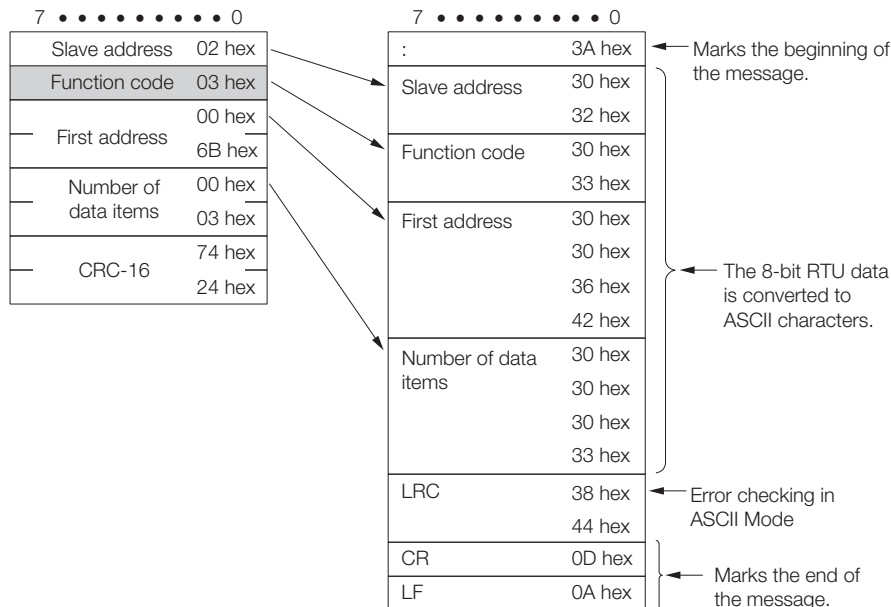 7 • • • • • • • • • 0
Slave address 02 hex
Function code 03 hex
First address 00 hex
6B hex
Number of data items 00 hex
03 hex
CRC-16 74 hex
24 hex
7 • • • • • • • • • 0
: 3A hex
Slave address 30 hex
32 hex
Function code 30 hex
33 hex
First address 30 hex
30 hex
36 hex
42 hex
Number of data 30 hex
items 30 hex
30 hex
33 hex
LRC 38 hex
44 hex
CR 0D hex
LF 0A hex
Marks the beginning of
the message.
The 8-bit RTU data
is converted to
ASCII characters.
Error checking in
ASCII Mode
Marks the end of
the message.